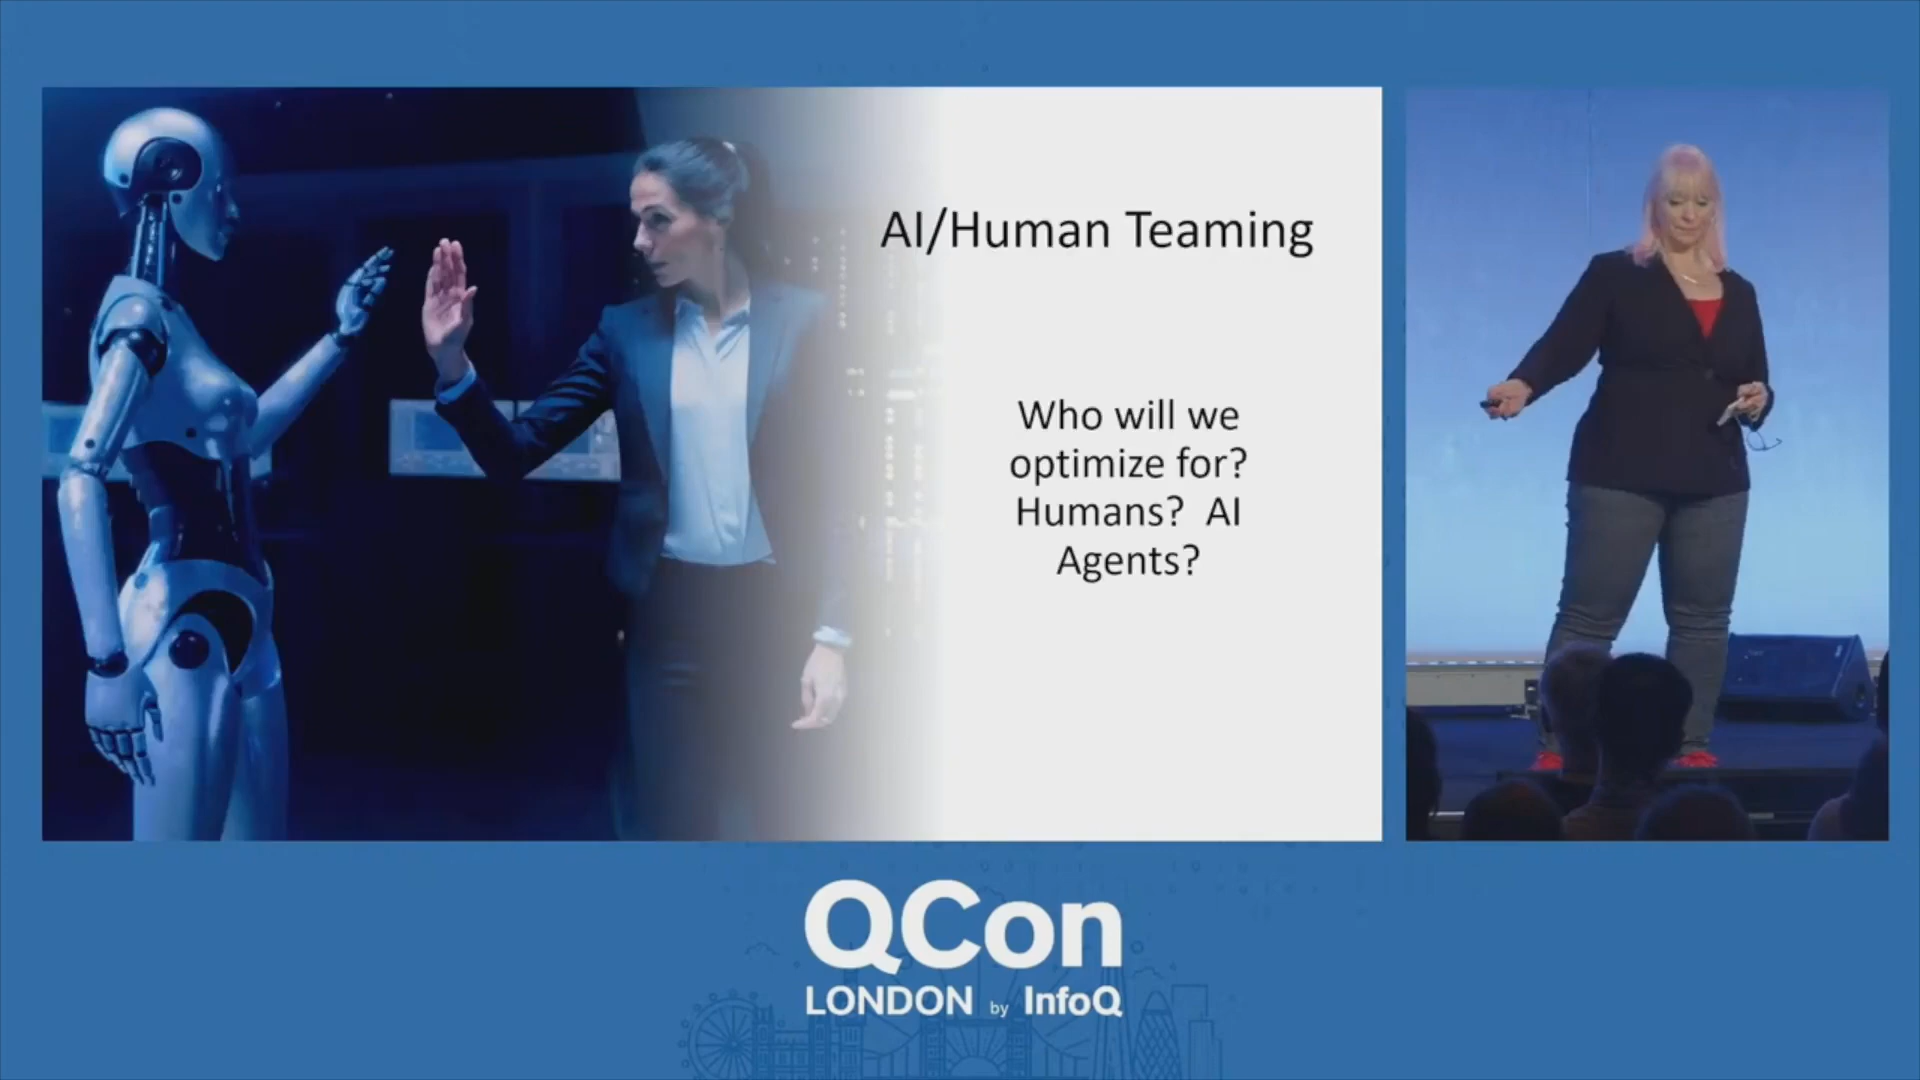 AI/Human Teaming
Who will we
optimize for?
Humans? AI
Agents?
QCon
LONDON by InfoQ